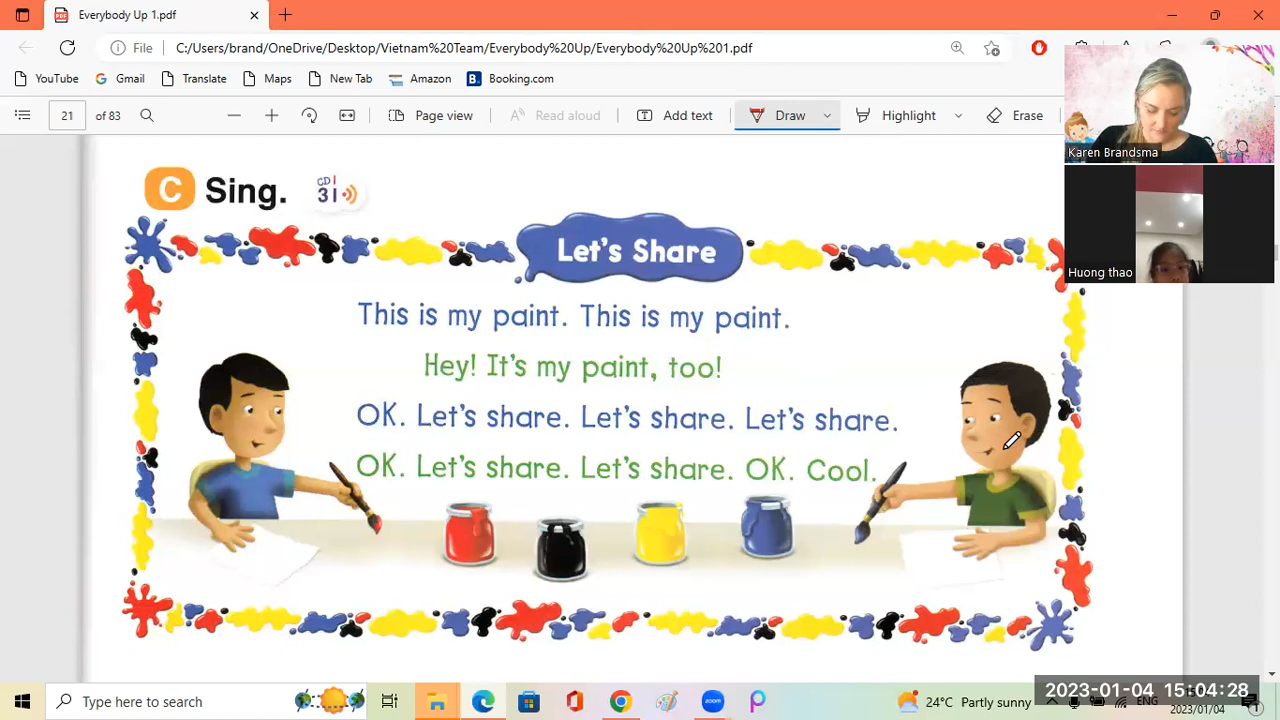 Everybody Up 1.pdf
File
C:/Users/brand/OneDrive/Desktop/Vietnam%20Team/Everybody%20Up/Everybody%20Up%201.pdf
YouTube
Gmail
Translate
Maps
New Tab
Amazon
B Booking.com
21 of 83
Page view
Read aloud
Add text
Draw
Highlight
Erase
Karen Brandsma
Huong thao
C Sing.
CD1
31
Let's Share
This is my paint. This is my paint.
Hey! It's my paint, too!
OK. Let's share. Let's share. Let's share.
OK. Let's share. Let's share. OK. Cool.
Type here to search
zoom
24°C Partly sunny
ENG
2023-01-04 15:04:28
2023/01/04